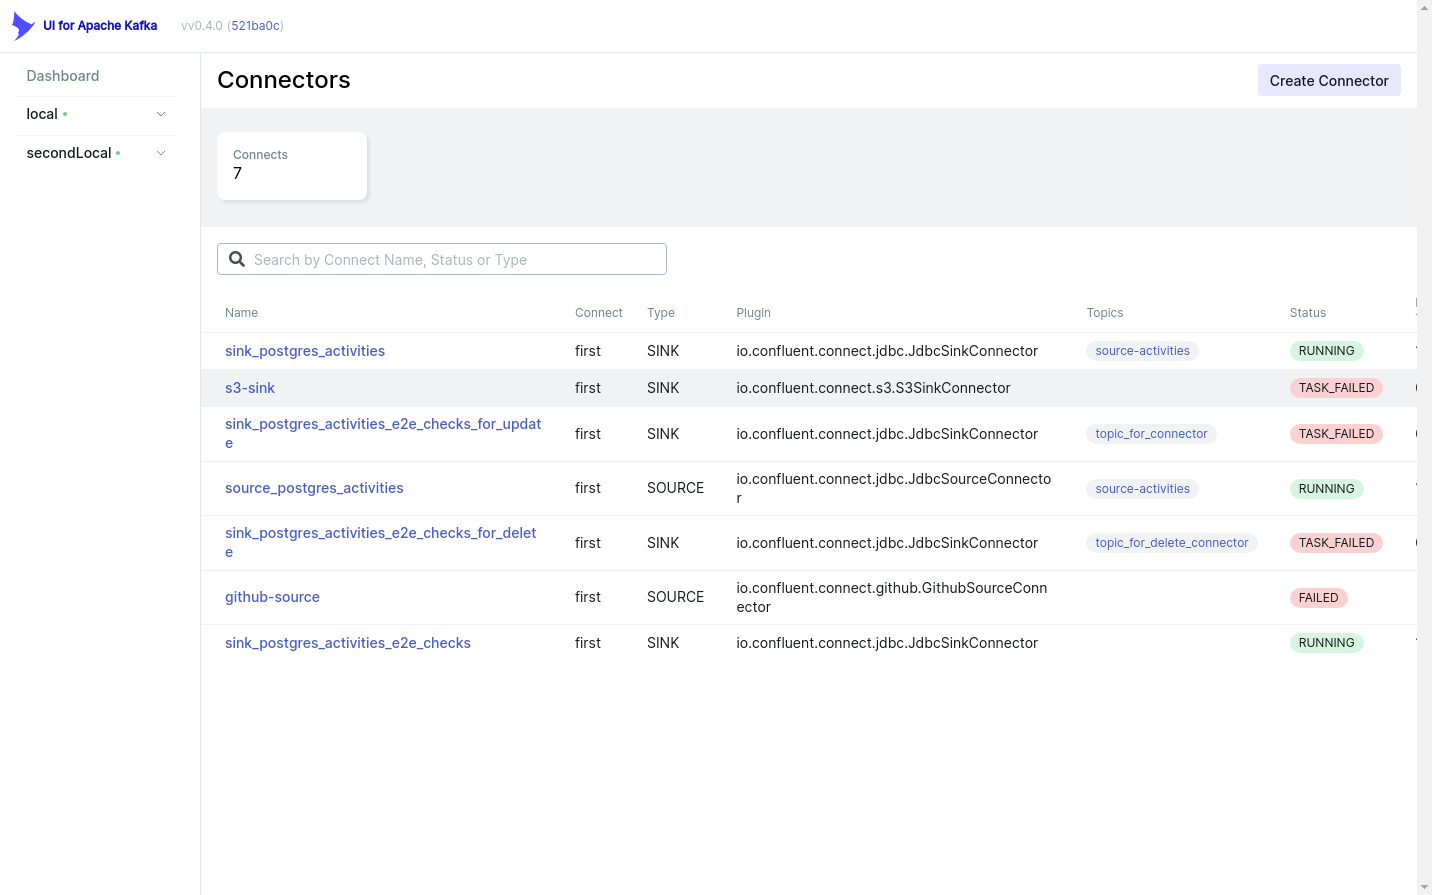 UI for Apache Kafka vv0.4.0 (521ba0c)
Dashboard
local
secondLocal
Connectors
Create Connector
Connects
7
Search by Connect Name, Status or Type
Name Connect Type Plugin Topics Status
sink_postgres_activities first SINK io.confluent.connect.jdbc.JdbcSinkConnector source-activities RUNNING
s3-sink first SINK io.confluent.connect.s3.S3SinkConnector TASK_FAILED
sink_postgres_activities_e2e_checks_for_updat
e
first SINK io.confluent.connect.jdbc.JdbcSinkConnector topic_for_connector TASK_FAILED
source_postgres_activities first SOURCE io.confluent.connect.jdbc.JdbcSourceConnecto
r
source-activities RUNNING
sink_postgres_activities_e2e_checks_for_delet
e
first SINK io.confluent.connect.jdbc.JdbcSinkConnector topic_for_delete_connector TASK_FAILED
github-source first SOURCE io.confluent.connect.github.GithubSourceConn
ector
FAILED
sink_postgres_activities_e2e_checks first SINK io.confluent.connect.jdbc.JdbcSinkConnector RUNNING